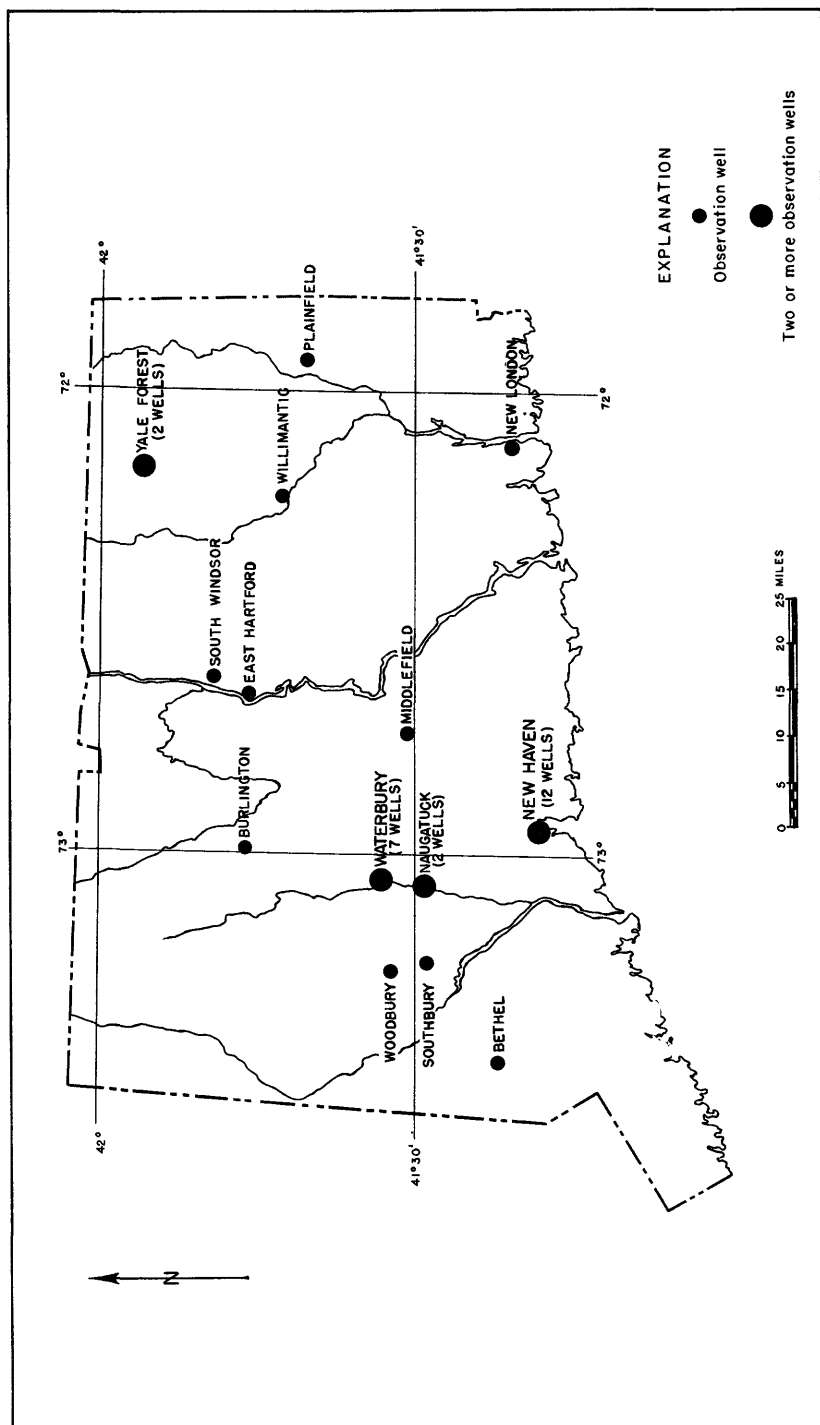 42°
42°
73°
72°
YALE FOREST
(2 WELLS)
SOUTH WINDSOR
EAST HARTFORD
BURLINGTON
WILLIMANTIC
PLAINFIELD
WATERBURY
(7 WELLS)
WOODBURY
MIDDLEFIELD
41°30'
41°30'
NAUGATUCK
(2 WELLS)
SOUTHBURY
BETHEL
NEW HAVEN
(12 WELLS)
NEW LONDON
73°
72°
N
0 5 10 15 20 25 MILES
EXPLANATION
Observation well
Two or more observation wells